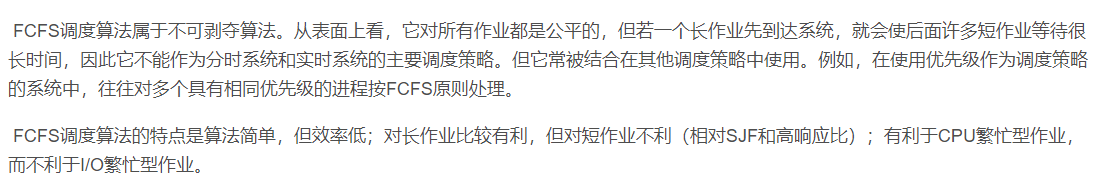 FCFS调度算法属于不可剥夺算法。从表面上看，它对所有作业都是公平的，但若一个长作业先到达系统，就会使后面许多短作业等待很
长时间，因此它不能作为分时系统和实时系统的主要调度策略。但它常被结合在其他调度策略中使用。例如，在使用优先级作为调度策略
的系统中，往往对多个具有相同优先级的进程按FCFS原则处理。
FCFS调度算法的特点是算法简单，但效率低；对长作业比较有利，但对短作业不利（相对SJF和高响应比）；有利于CPU繁忙型作业，
而不利于I/O繁忙型作业。